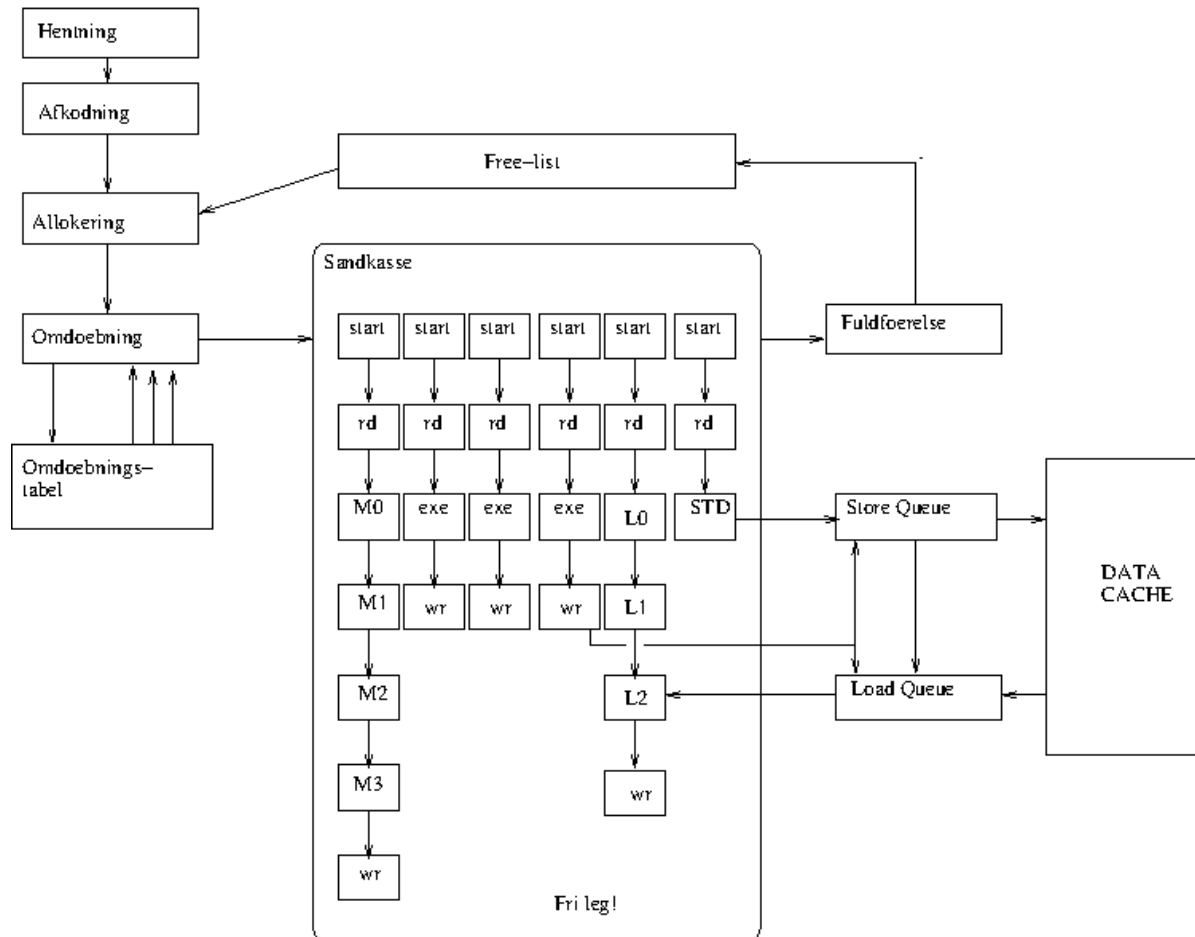 Hentning
Afkodning
Free-list
Allokering
Sandkasse
Omdoebning
start start start start start start
Fuldfoerelse
rd rd rd rd rd rd
Omdoebnings-
tabel
M0 exe exe exe L0 STD
Store Queue
DATA
CACHE
M1 wr wr wr L1
M2 L2
Load Queue
M3 wr
wr
Fri leg!